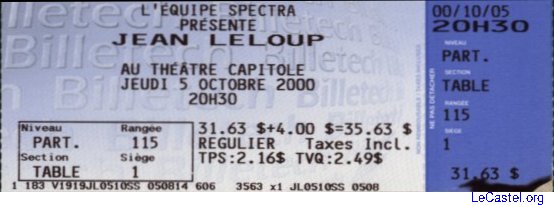 L'ÉQUIPE SPECTRA
PRÉSENTE
JEAN LELOUP
AU THÉÂTRE CAPITOLE
JEUDI 5 OCTOBRE 2000
20H30
Niveau Rangée
PART. 115
Section Siège
TABLE 1
31.63 $+4.00 $=35.63 $
REGULIER Taxes Incl.
TPS:2.16$ TVQ:2.49$
1 183 V1919JL0510SS 050814 606 3563 x1 JL0510SS 0508
Billetech
NE PAS DÉTACHER
00/10/05
20H30
NIVEAU
PART.
SECTION
TABLE
RANGÉE
115
SIÈGE
1
31.63 $
LeCastel.org